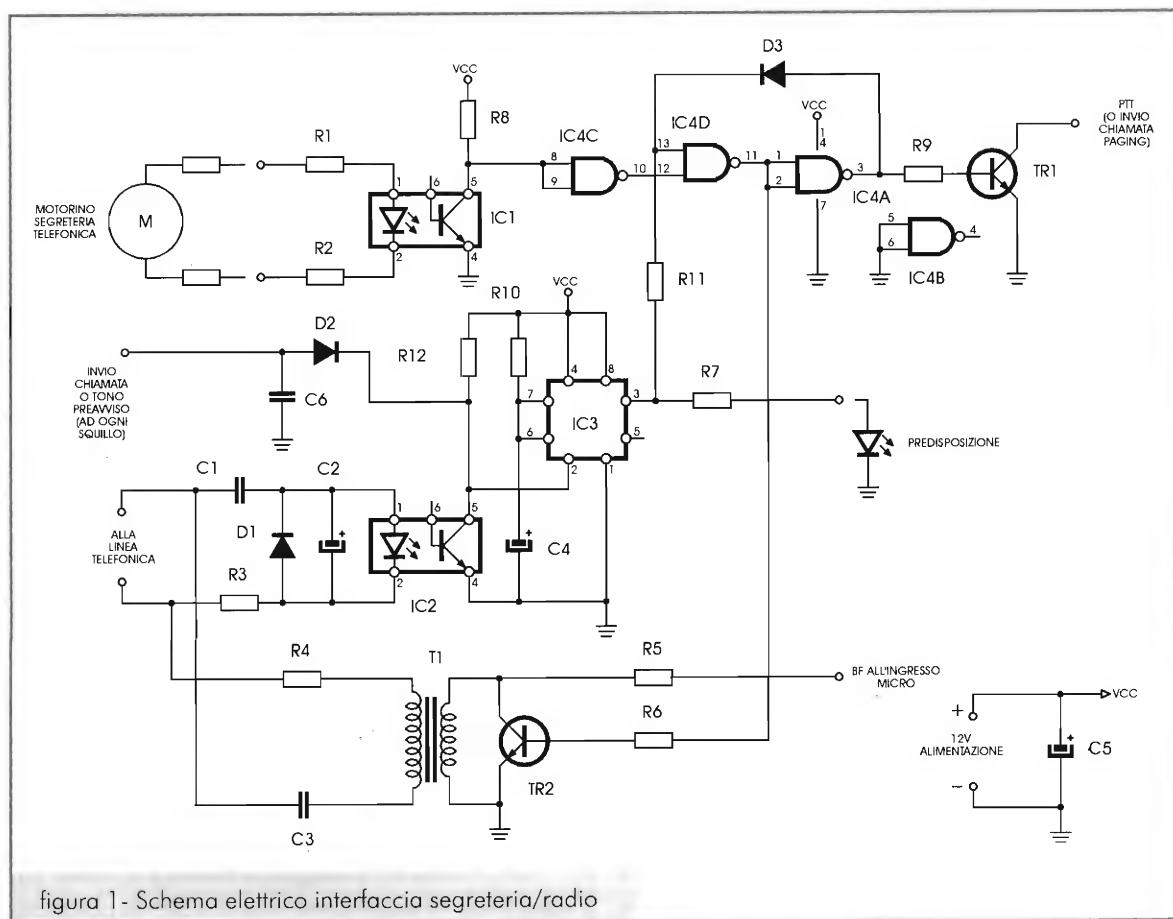 D3
VCC
R8
IC4C
IC4D
VCC
1
4
PTT
(O INVIO
CHIAMATA
PAGING)
R1
8
9
10
13
12
11
1
2
3
R9
TR1
MOTORINO
SEGRETERIA
TELEFONICA
M
1
6
5
IC1
2
4
7
IC4A
5
6
4
IC4B
R2
R10
VCC
R11
D2
R12
INVIO
CHIAMATA
O TONO
PREAVVISO
(AD OGNI
SQUILLO)
C6
4
8
7
3
R7
IC3
6
5
2
1
PREDISPOSIZIONE
C1
C2
1
6
5
D1
+
+
C4
ALLA
LINEA
TELEFONICA
R3
2
4
IC2
R4
T1
R5
BF ALL'INGRESSO
MICRO
R6
VCC
+
12V
ALIMENTAZIONE
+
C5
-
TR2
C3
figura 1- Schema elettrico interfaccia segreteria/radio